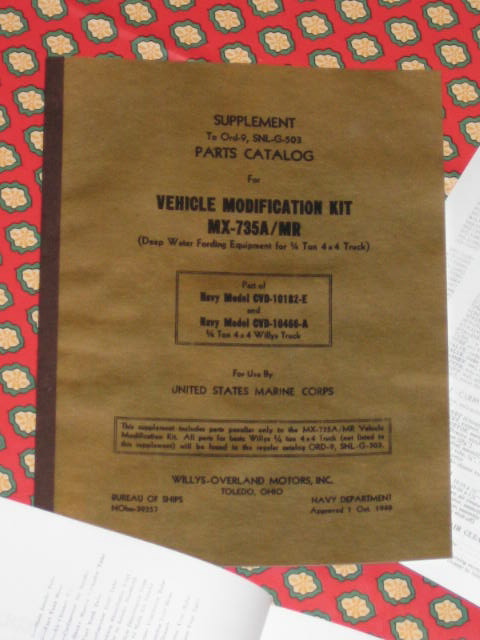 SUPPLEMENT
To Ord-9, SNL-G-503
PARTS CATALOG
For
VEHICLE MODIFICATION KIT
MX-735A/MR
(Deep Water Fording Equipment for ¼ Ton 4x4 Truck)
Part of
Navy Model CVD-10182-E
and
Navy Model CVD-10466-A
¼ Ton 4x4 Willys Truck
For Use By
UNITED STATES MARINE CORPS
This supplement includes parts peculiar only to the MX-735A/MR Vehicle
Modification Kit. All parts for basic Willys ¼ ton 4x4 Truck (not listed in
this supplement) will be found in the regular catalog ORD-9, SNL-G-503.
WILLYS-OVERLAND MOTORS, INC.
TOLEDO, OHIO
BUREAU OF SHIPS
NAVY DEPARTMENT
Approved 1 Oct.